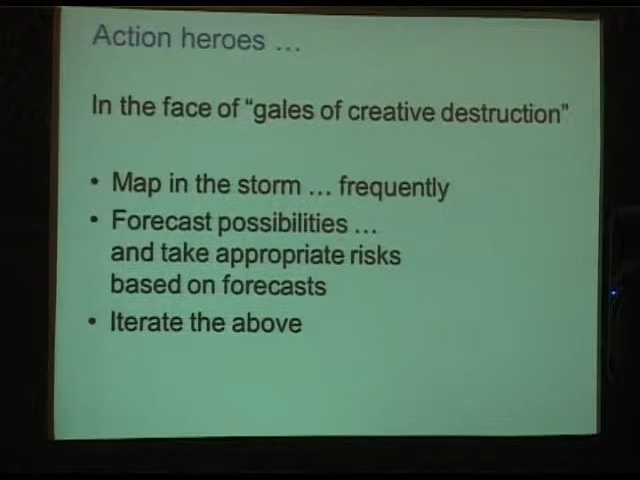 Action heroes …
In the face of “gales of creative destruction”
• Map in the storm … frequently
• Forecast possibilities …
and take appropriate risks
based on forecasts
• Iterate the above